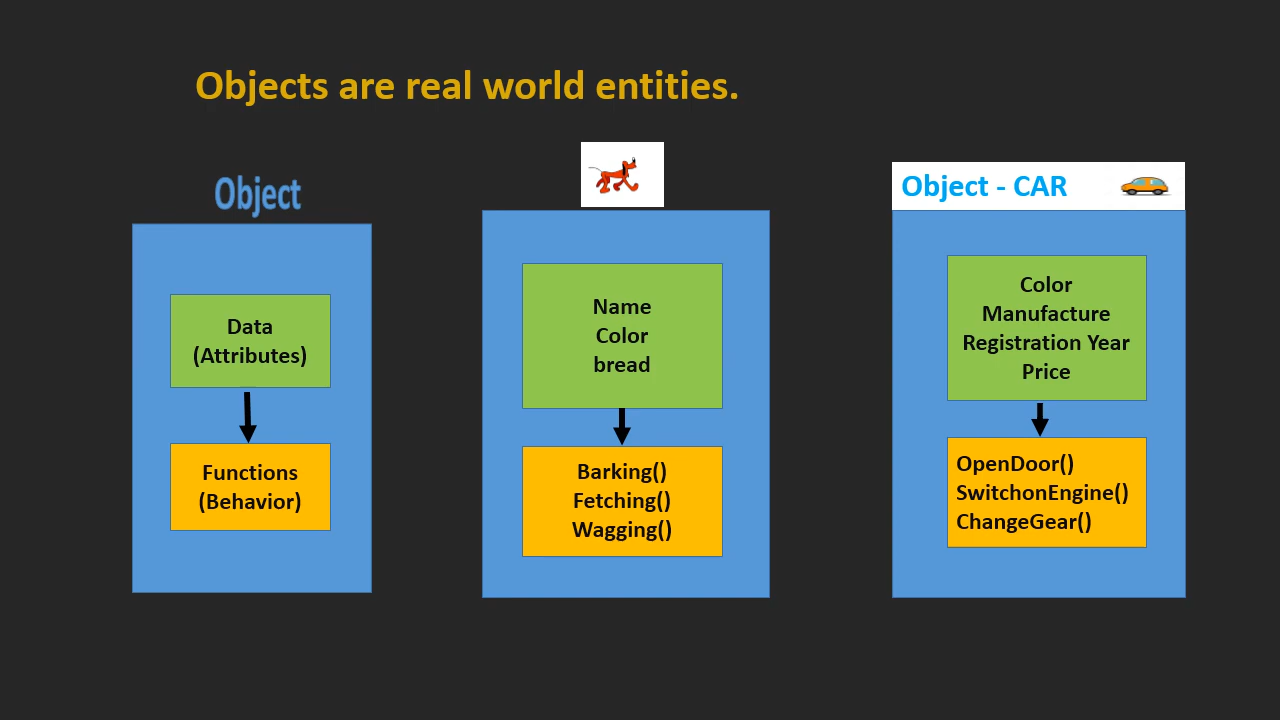 Objects are real world entities.
Object
Data
(Attributes)
Functions
(Behavior)
Name
Color
bread
Barking()
Fetching()
Wagging()
Object - CAR
Color
Manufacture
Registration Year
Price
OpenDoor()
SwitchonEngine()
ChangeGear()